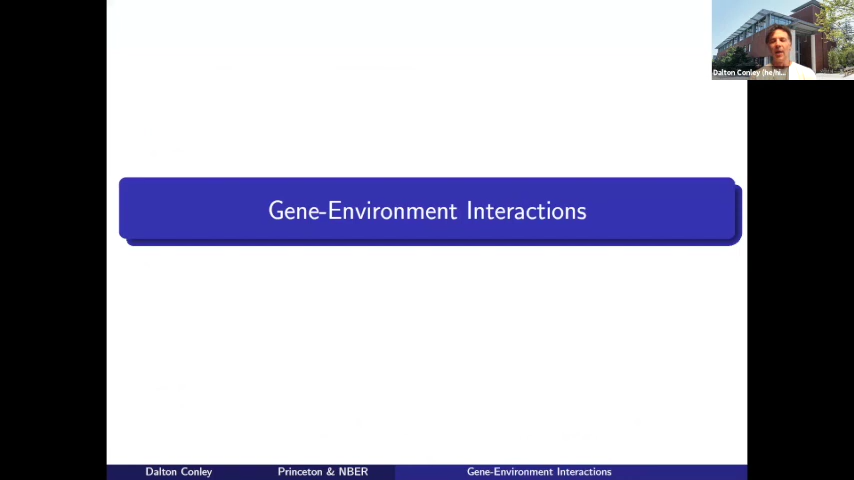 Dalton Conley (he/hi...
Gene-Environment Interactions
Dalton Conley
Princeton & NBER
Gene-Environment Interactions